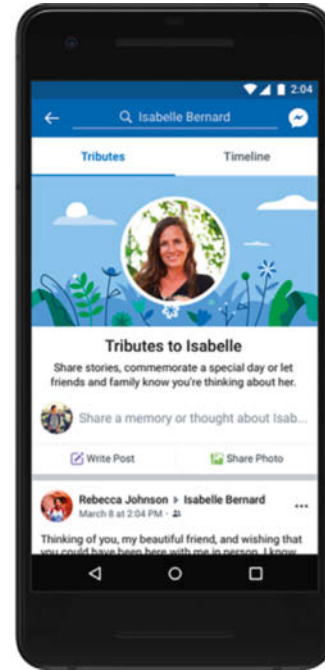 2:04
Isabelle Bernard
Tributes Timeline
Tributes to Isabelle
Share stories, commemorate a special day or let
friends and family know you're thinking about her.
Share a memory or thought about Isab...
Write Post Share Photo
Rebecca Johnson ▸ Isabelle Bernard
March 8 at 2:04 PM ·
Thinking of you, my beautiful friend, and wishing that
you could have been here with me in person. I know